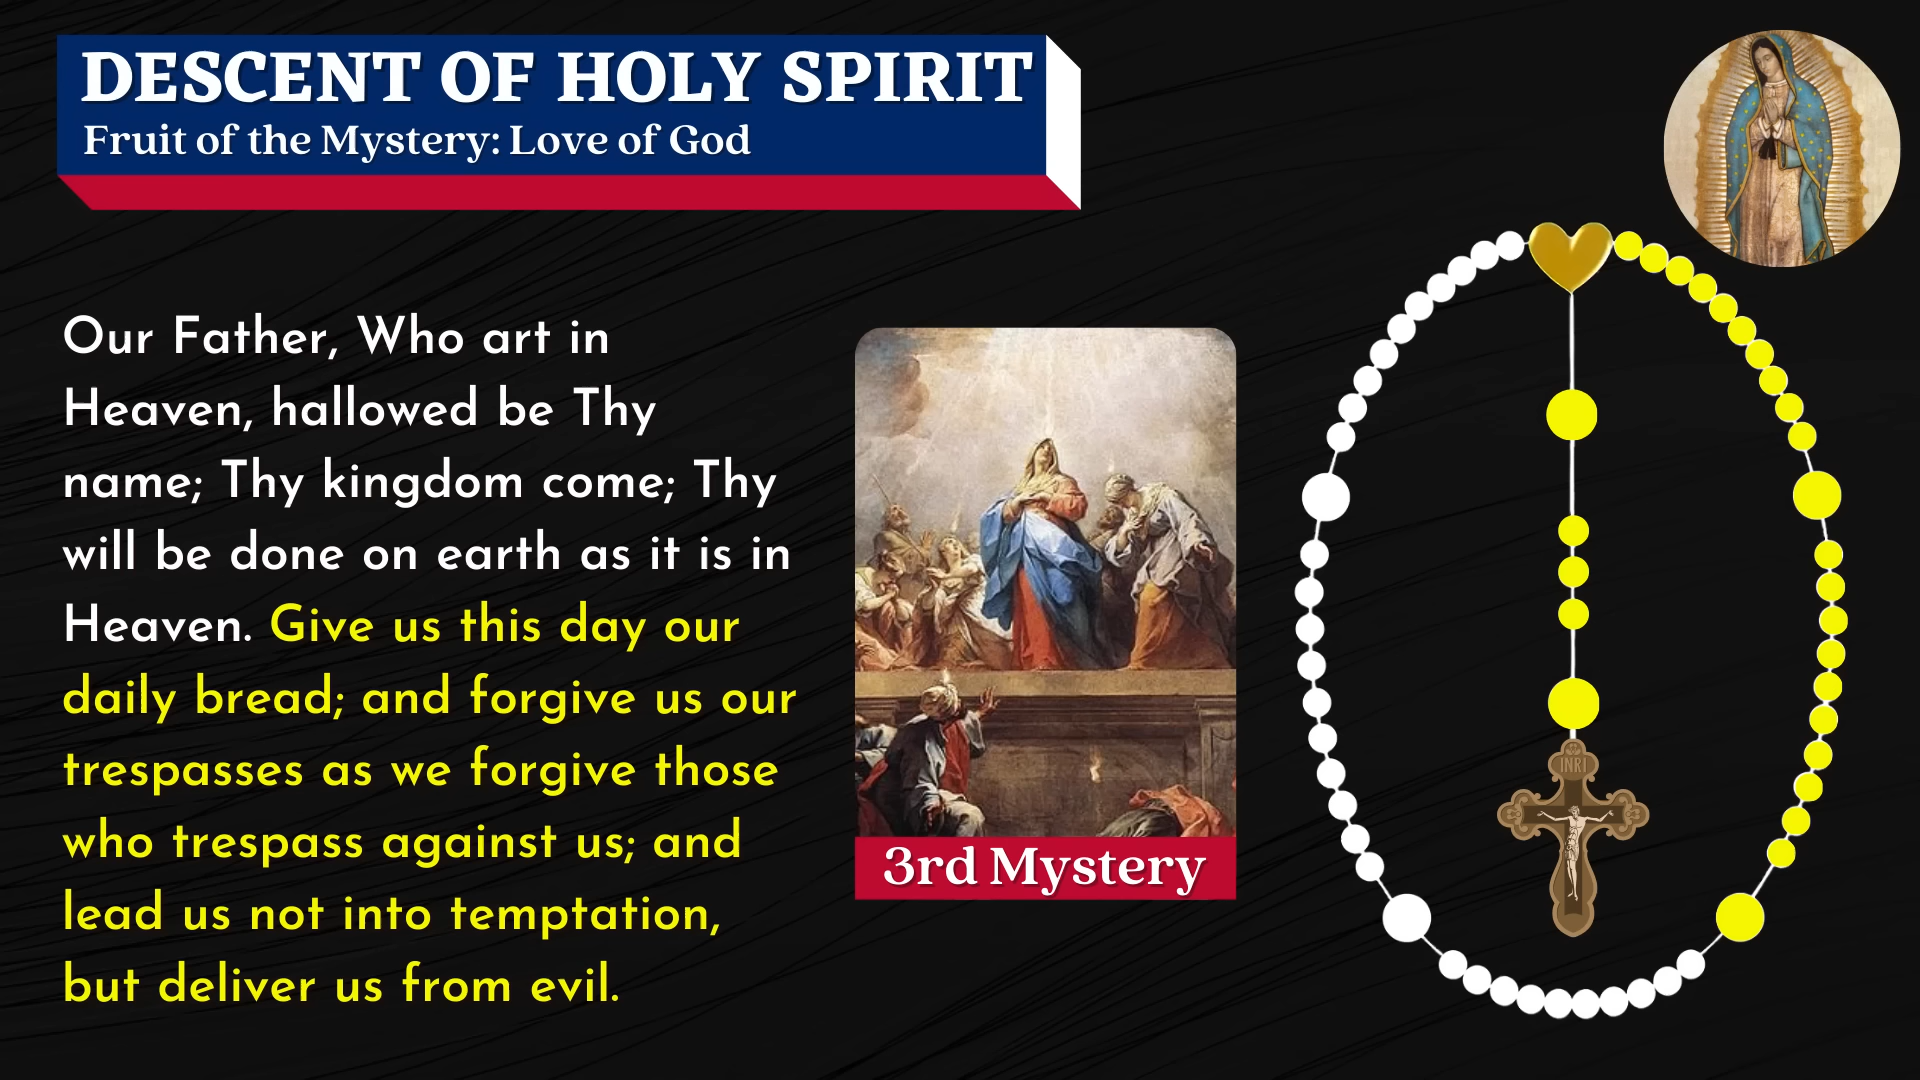 DESCENT OF HOLY SPIRIT
Fruit of the Mystery: Love of God
Our Father, Who art in
Heaven, hallowed be Thy
name; Thy kingdom come; Thy
will be done on earth as it is in
Heaven. Give us this day our
daily bread; and forgive us our
trespasses as we forgive those
who trespass against us; and
lead us not into temptation,
but deliver us from evil.
3rd Mystery
INRI